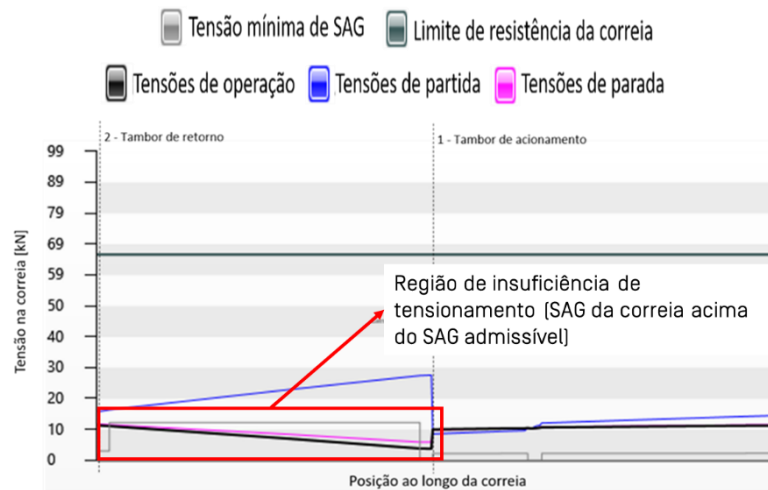 Tensão mínima de SAG
Limite de resistência da correia
Tensões de operação
Tensões de partida
Tensões de parada
2 - Tambor de retorno
1 - Tambor de acionamento
99
89
79
69
59
50
40
30
20
10
0
Tensão na correia [kN]
Região de insuficiência de
tensionamento (SAG da correia acima
do SAG admissível)
Posição ao longo da correia